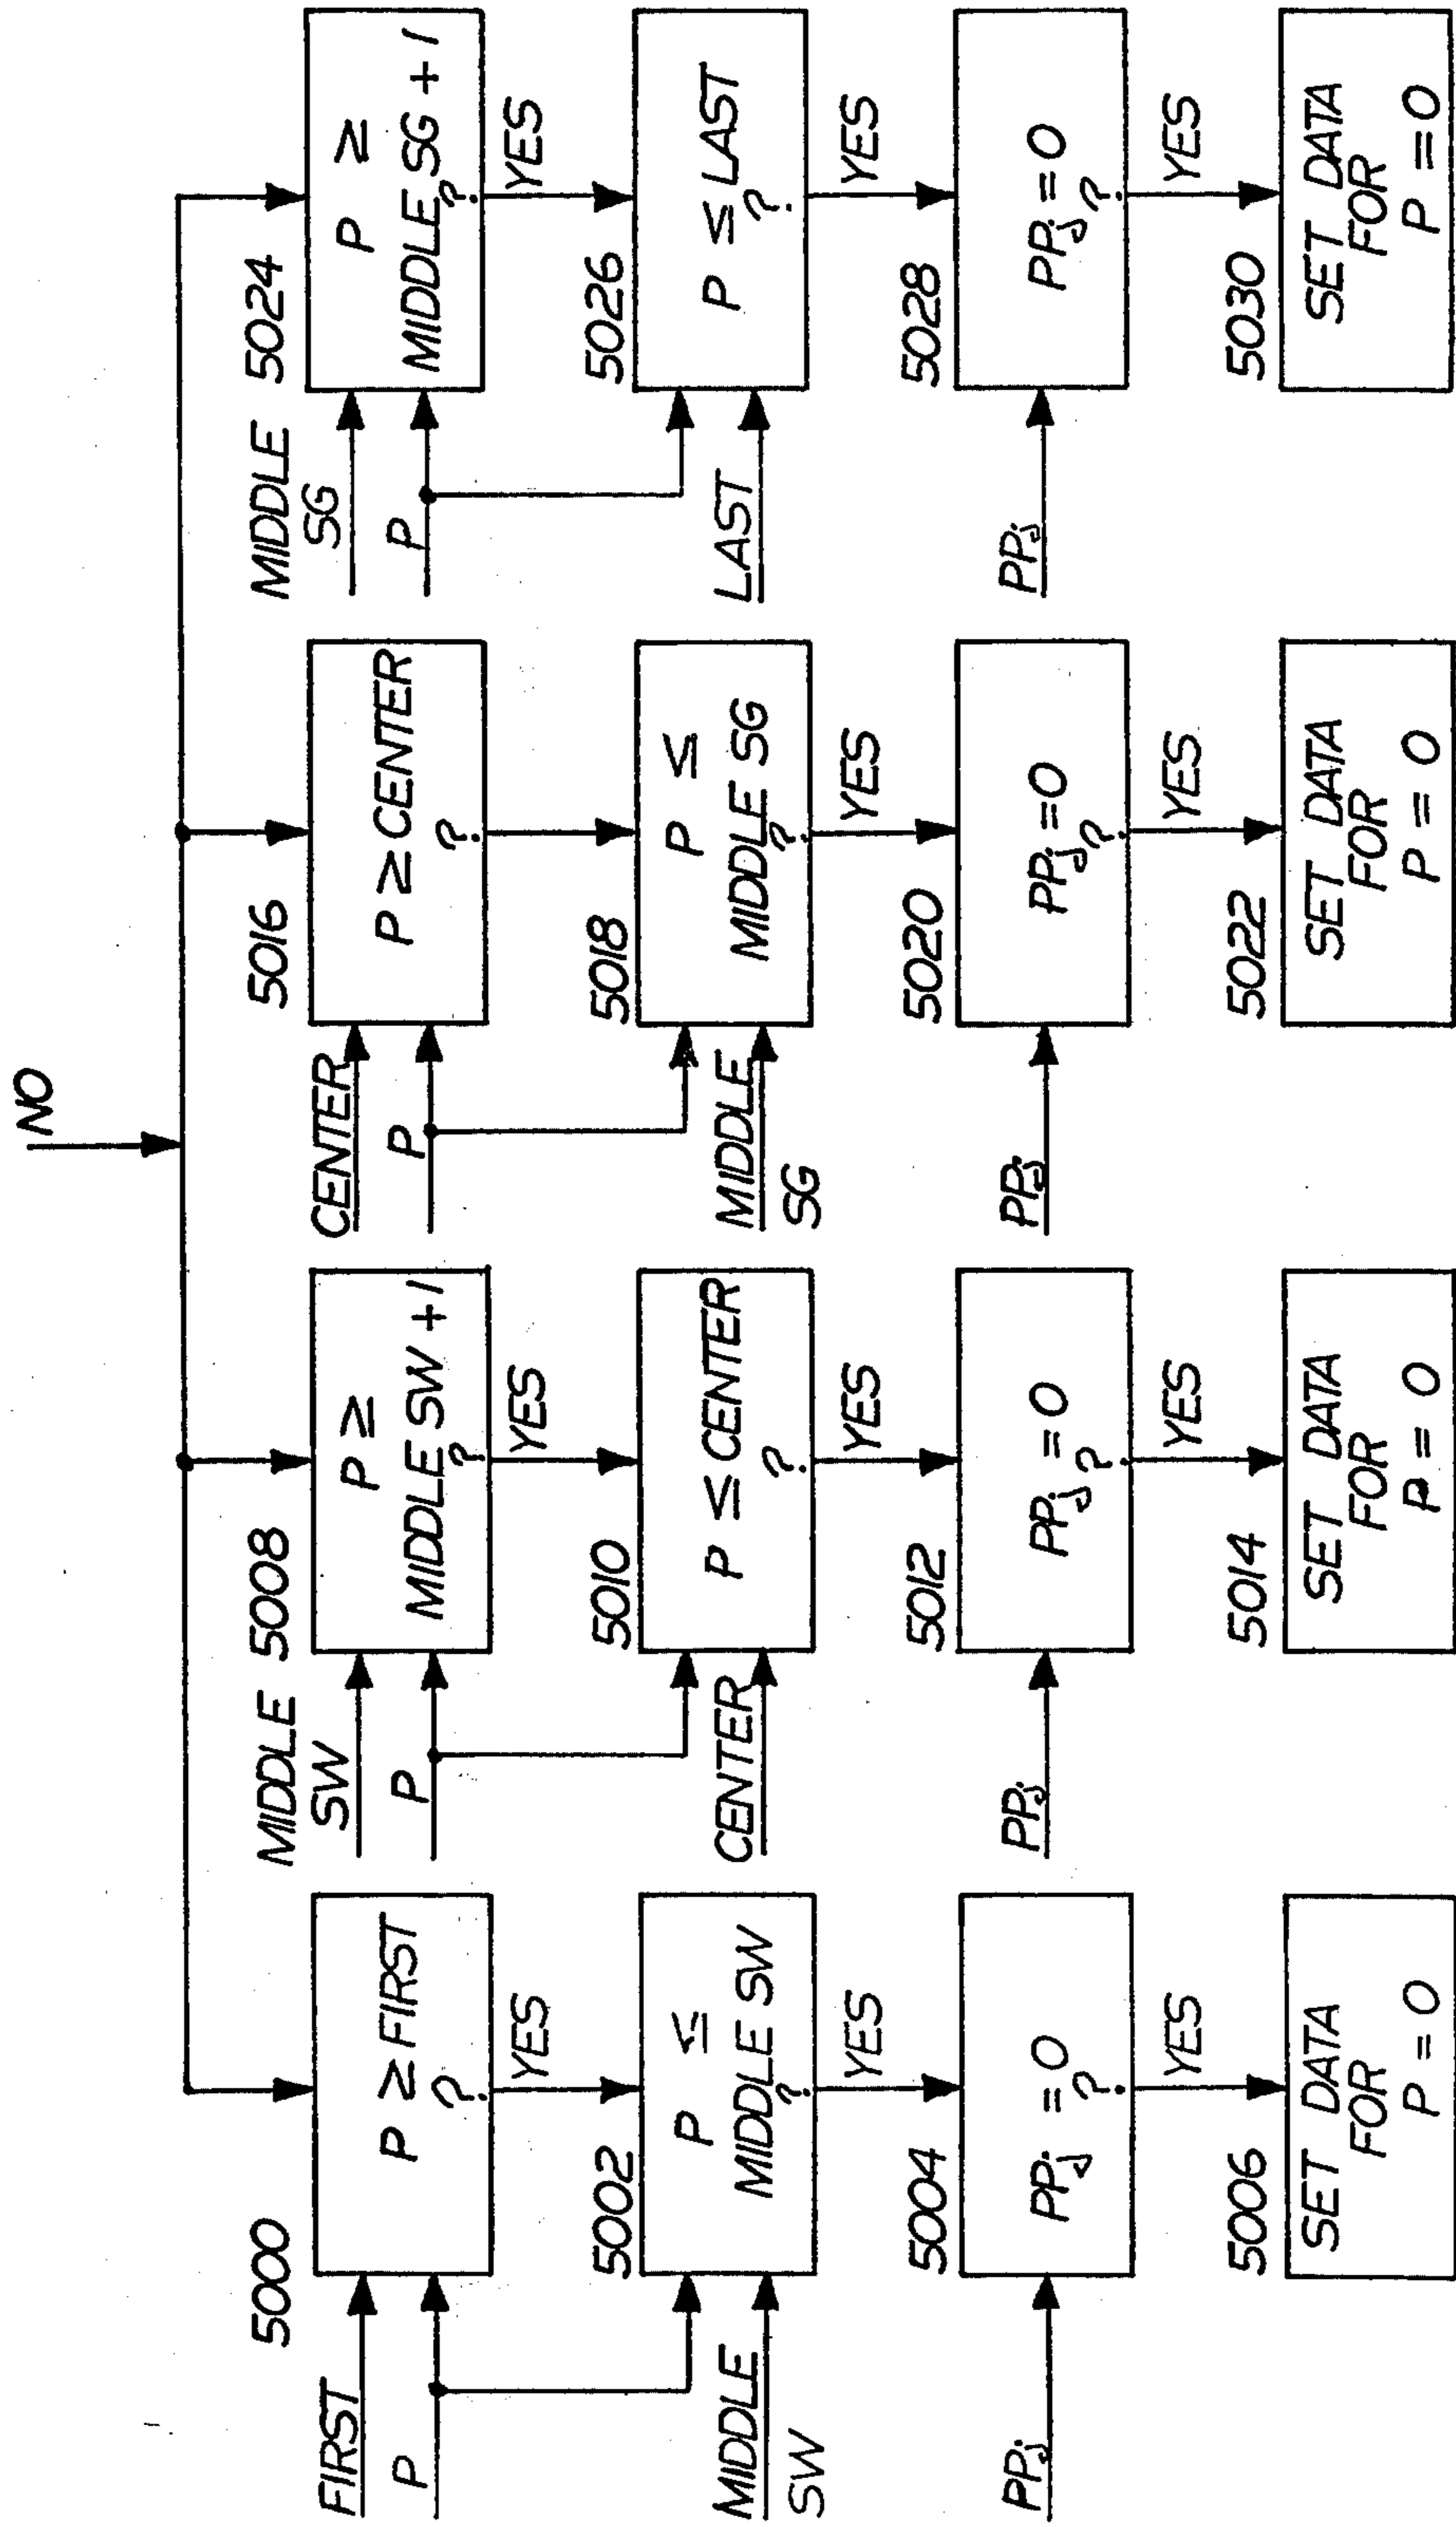 NO
5000
FIRST
P
P ≥ FIRST
?
YES
5002
MIDDLE
SW
P ≤
MIDDLE SW
?
YES
5004
PPj
PPj = 0
?
YES
5006
SET DATA
FOR
P = 0
MIDDLE
SW
5008
P
P ≥
MIDDLE SW + 1
?
YES
5010
CENTER
P ≤ CENTER
?
YES
5012
PPj
PPj = 0
?
YES
5014
SET DATA
FOR
P = 0
5016
CENTER
P
P ≥ CENTER
?
5018
MIDDLE
SG
P ≤
MIDDLE SG
?
YES
5020
PPj
PPj = 0
?
YES
5022
SET DATA
FOR
P = 0
MIDDLE
SG
5024
P
P ≥
MIDDLE SG + 1
?
YES
5026
LAST
P ≤ LAST
?
YES
5028
PPj
PPj = 0
?
YES
5030
SET DATA
FOR
P = 0